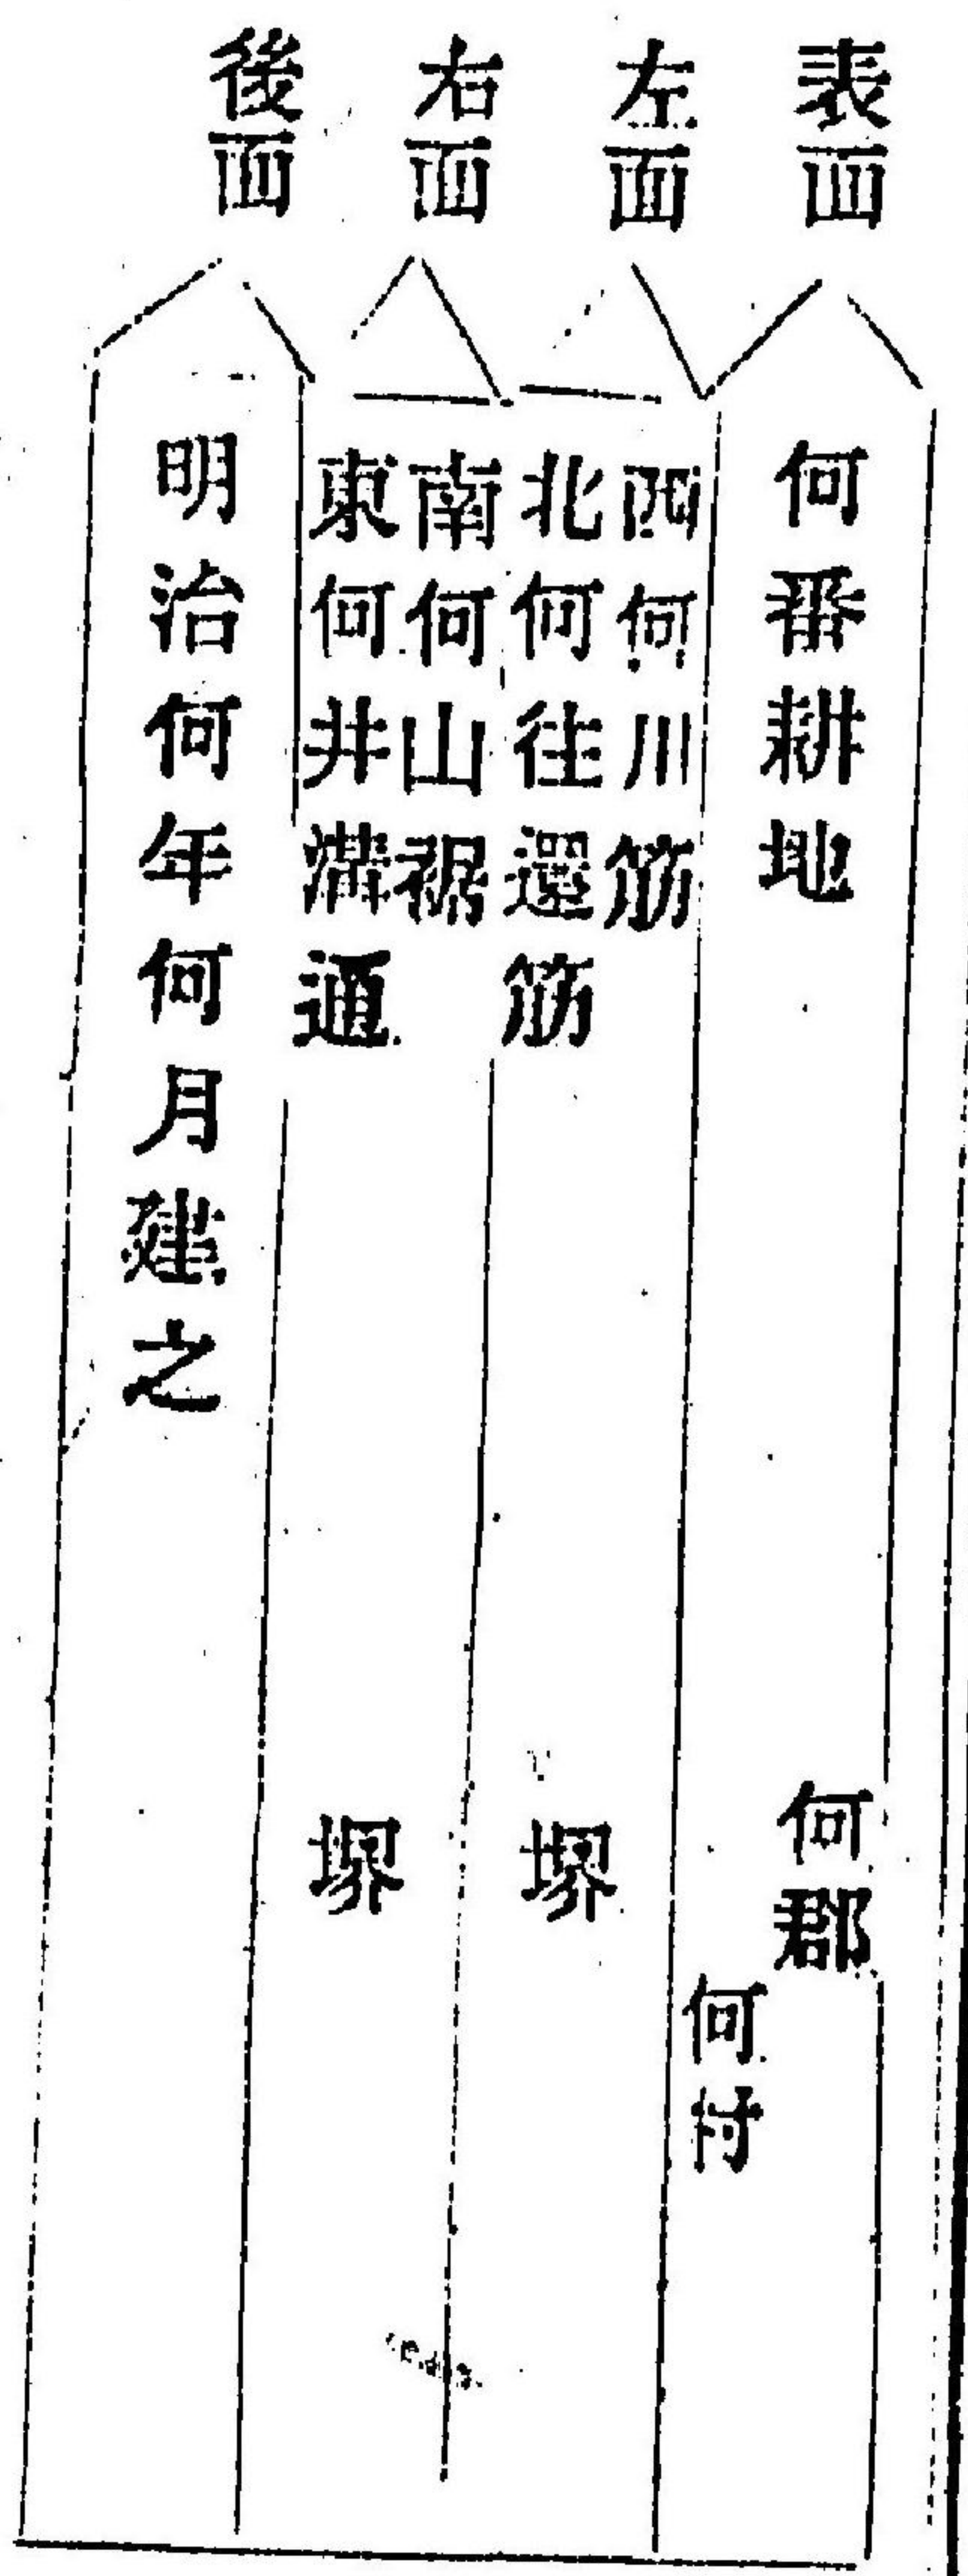 表面
何番耕地
何郡
何村
左面
西何川筋
北何往還筋
堺
右面
南何山裾
東何井溝通
堺
後面
明治何年何月建之